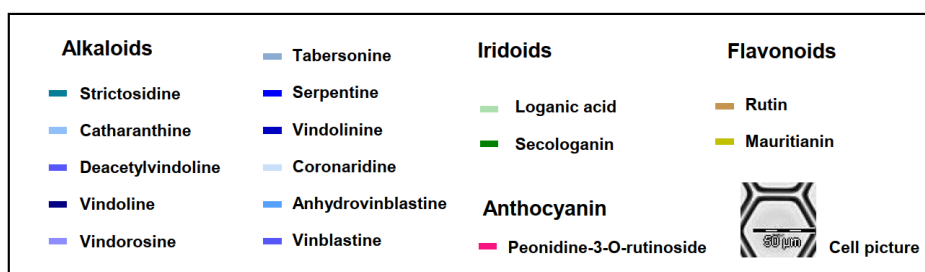 Alkaloids
Strictosidine
Catharanthine
Deacetylvindoline
Vindoline
Vindorosine
Tabersonine
Serpentine
Vindolinine
Coronaridine
Anhydrovinblastine
Vinblastine
Iridoids
Loganic acid
Secologanin
Anthocyanin
Peonidine-3-O-rutinoside
Flavonoids
Rutin
Mauritianin
50 µm
Cell picture